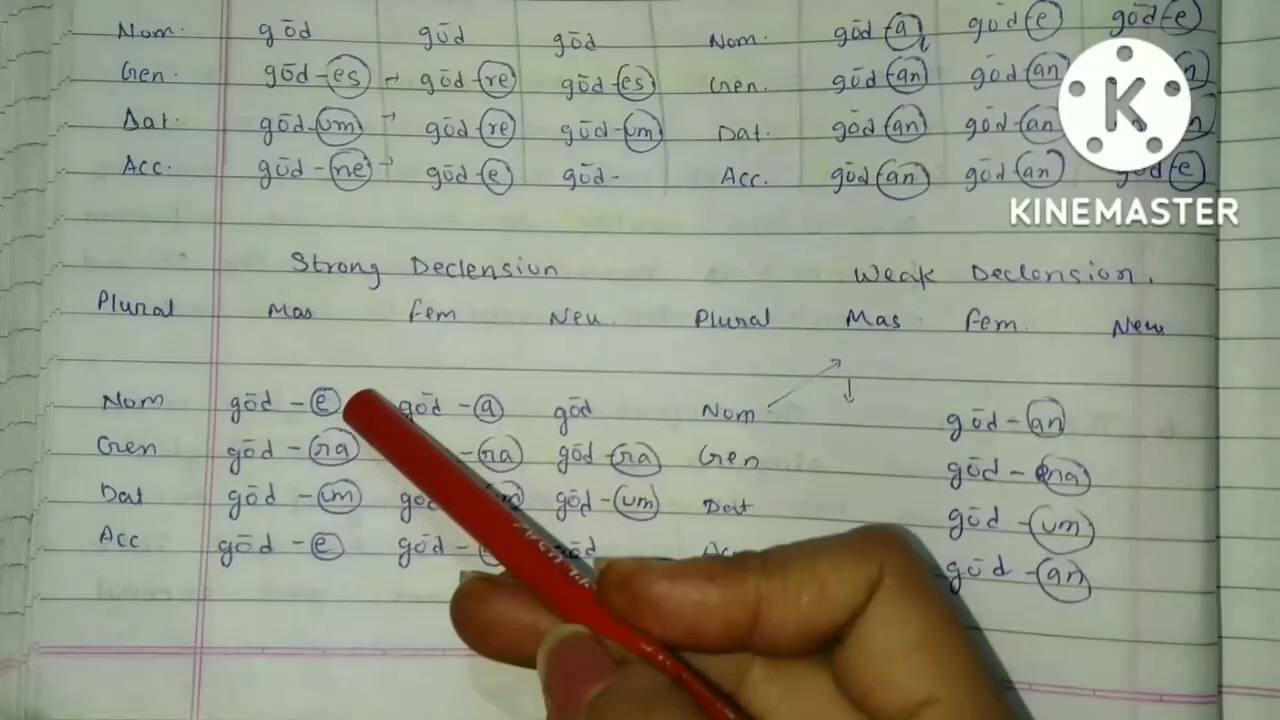 Nom. gōd gōd gōd Nom. gōd a gōd e gōd-e
Gen. gōd-es → gōd-re gōd-es Gen. gōd an gōd an
Dat. gōd-um → gōd-re gōd-um Dat. gōd an gōd-an
Acc. gōd-ne → gōd-e gōd- Acc. gōd an gōd an gōd e
KINEMASTER
Strong Declension Weak Declension.
Plural Mas Fem Neu. Plural Mas. Fem. Neu
Nom gōd-e gōd-a gōd Nom gōd-an
Gen gōd-ra -ra gōd-ra Gen gōd-ena
Dat gōd-um gōd-um Dat gōd-um
Acc gōd-e gōd- gōd gōd-an